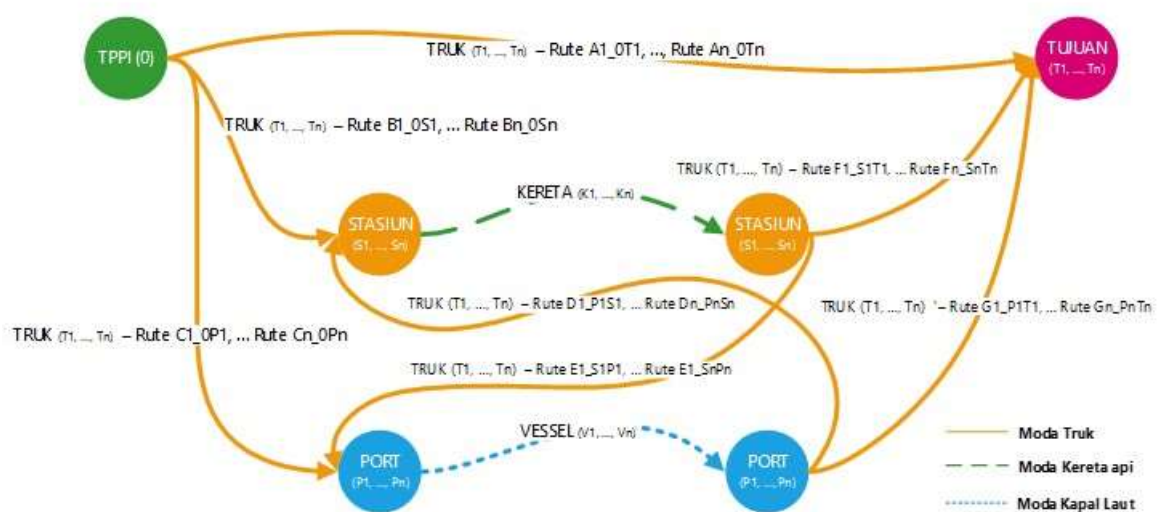 TPPI (0)
TRUK (T1, ..., Tn) – Rute A1_0T1, ..., Rute An_0Tn
TUJUAN
(T1, ..., Tn)
TRUK (T1, ..., Tn) – Rute B1_0S1, ... Rute Bn_0Sn
TRUK (T1, ..., Tn) – Rute F1_S1T1, ... Rute Fn_SnTn
KERETA (K1, ..., Kn)
STASIUN
(S1, ..., Sn)
STASIUN
(S1, ..., Sn)
TRUK (T1, ..., Tn) – Rute D1_P1S1, ... Rute Dn_PnSn
TRUK (T1, ..., Tn) '– Rute G1_P1T1, ... Rute Gn_PnTn
TRUK (T1, ..., Tn) – Rute C1_0P1, ... Rute Cn_0Pn
TRUK (T1, ..., Tn) – Rute E1_S1P1, ... Rute E1_SnPn
VESSEL (V1, ..., Vn)
PORT
(P1, ..., Pn)
PORT
(P1, ..., Pn)
Moda Truk
Moda Kereta api
Moda Kapal Laut